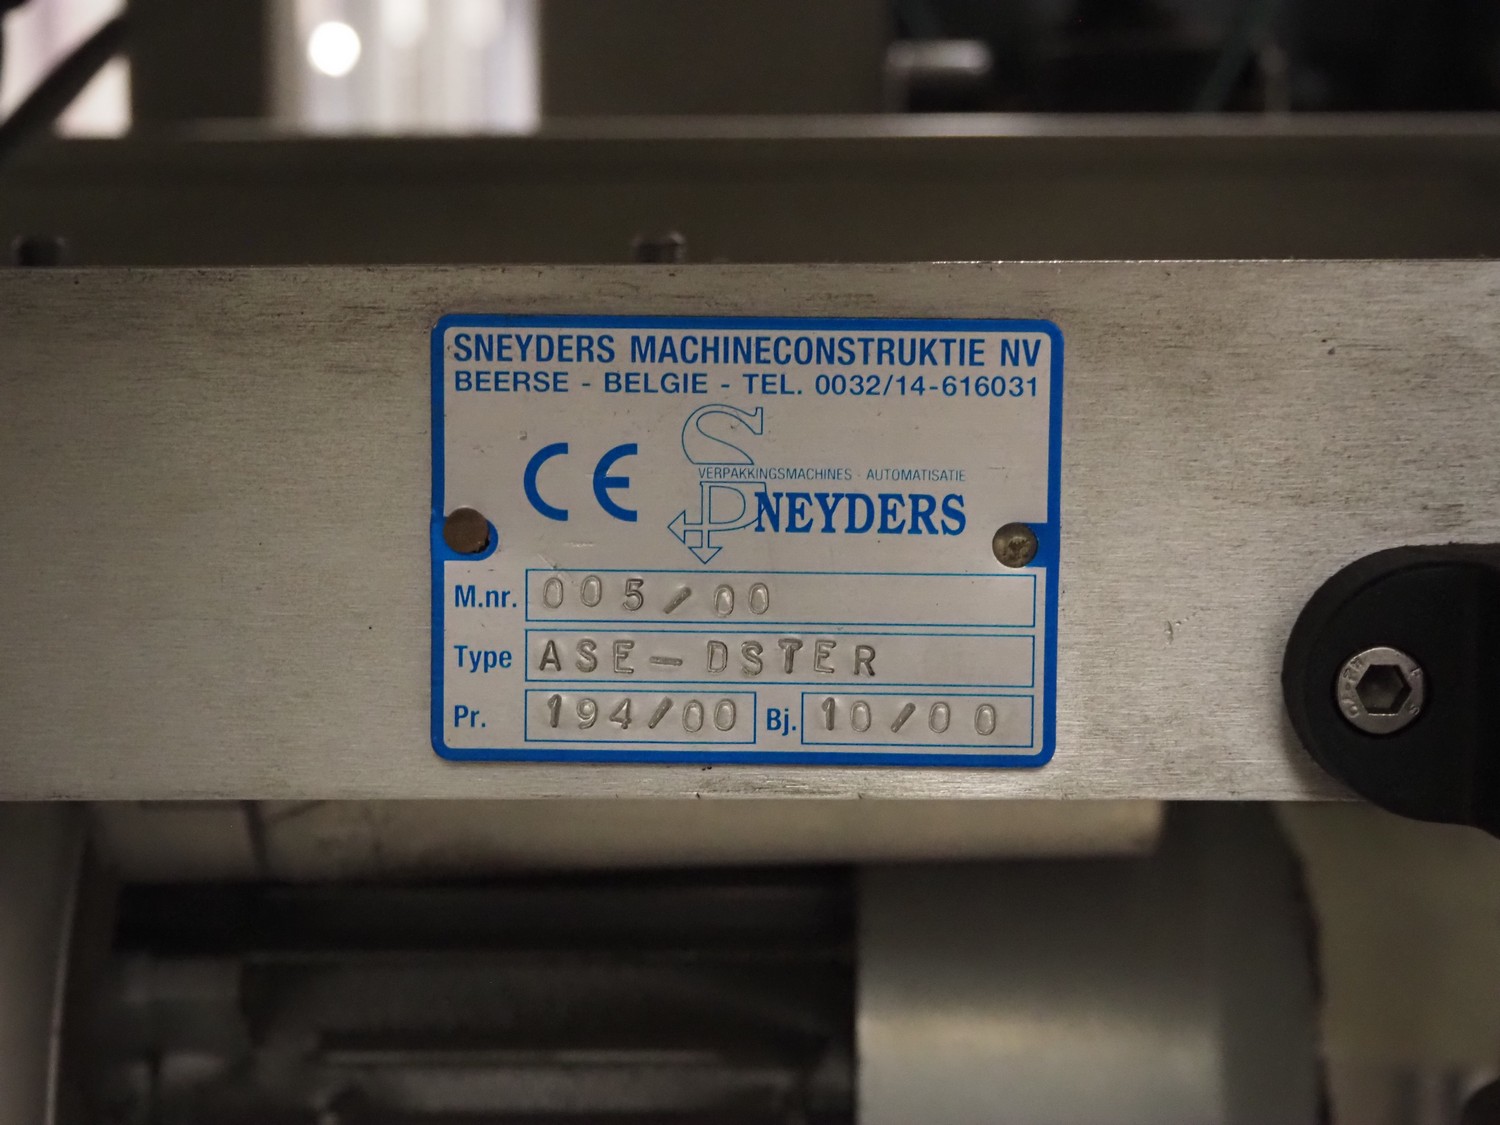 SNEYDERS MACHINECONSTRUKTIE NV
BEERSE - BELGIE - TEL. 0032/14-616031
CE
VERPAKKINGSMACHINES - AUTOMATISATIE
SNEYDERS
M.nr. 005/00
Type ASE-DSTER
Pr. 194/00 Bj. 10/00